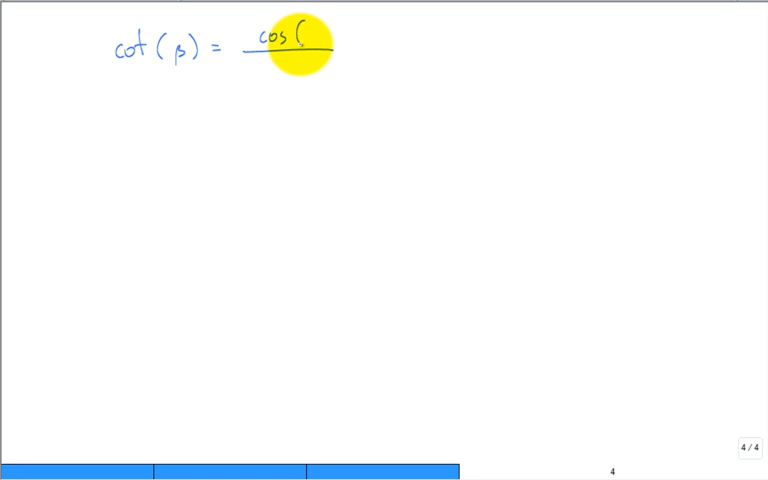 cot(β) = cos(
4/4
4